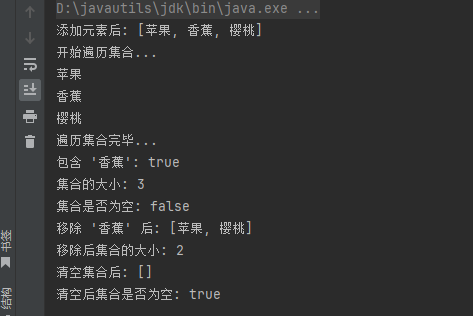 D:\javautils\jdk\bin\java.exe ...
添加元素后: [苹果, 香蕉, 樱桃]
开始遍历集合...
苹果
香蕉
樱桃
遍历集合完毕...
包含 '香蕉': true
集合的大小: 3
集合是否为空: false
移除 '香蕉' 后: [苹果, 樱桃]
移除后集合的大小: 2
清空集合后: []
清空后集合是否为空: true
书签
结构